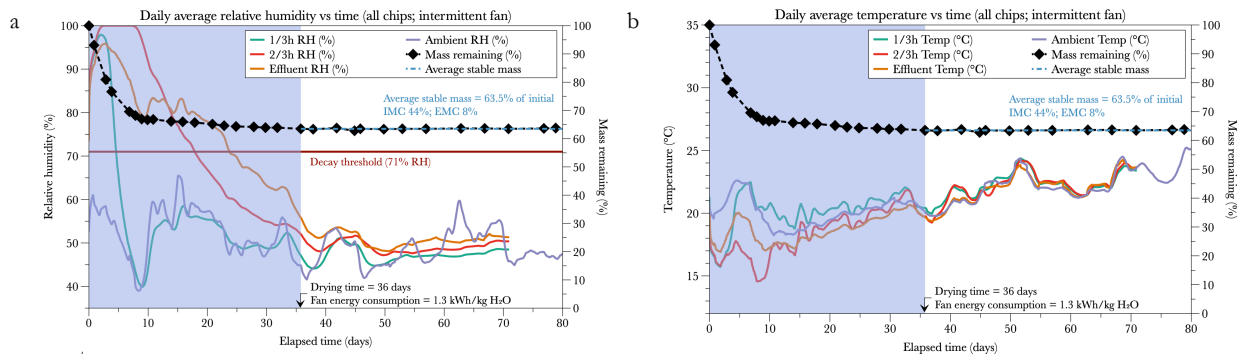 a
Daily average relative humidity vs time (all chips; intermittent fan)
1/3h RH (%)
2/3h RH (%)
Effluent RH (%)
Ambient RH (%)
Mass remaining (%)
Average stable mass
Average stable mass = 63.5% of initial
IMC 44%; EMC 8%
Decay threshold (71% RH)
Drying time = 36 days
Fan energy consumption = 1.3 kWh/kg H₂O
Relative humidity (%)
100
90
80
70
60
50
40
Mass remaining (%)
100
90
80
70
60
50
40
30
20
10
0
0
10
20
30
40
50
60
70
80
Elapsed time (days)
b
Daily average temperature vs time (all chips; intermittent fan)
1/3h Temp (°C)
2/3h Temp (°C)
Effluent Temp (°C)
Ambient Temp (°C)
Mass remaining (%)
Average stable mass
Average stable mass = 63.5% of initial
IMC 44%; EMC 8%
Drying time = 36 days
Fan energy consumption = 1.3 kWh/kg H₂O
Temperature (°C)
35
30
25
20
15
Mass remaining (%)
100
90
80
70
60
50
40
30
20
10
0
0
10
20
30
40
50
60
70
80
Elapsed time (days)